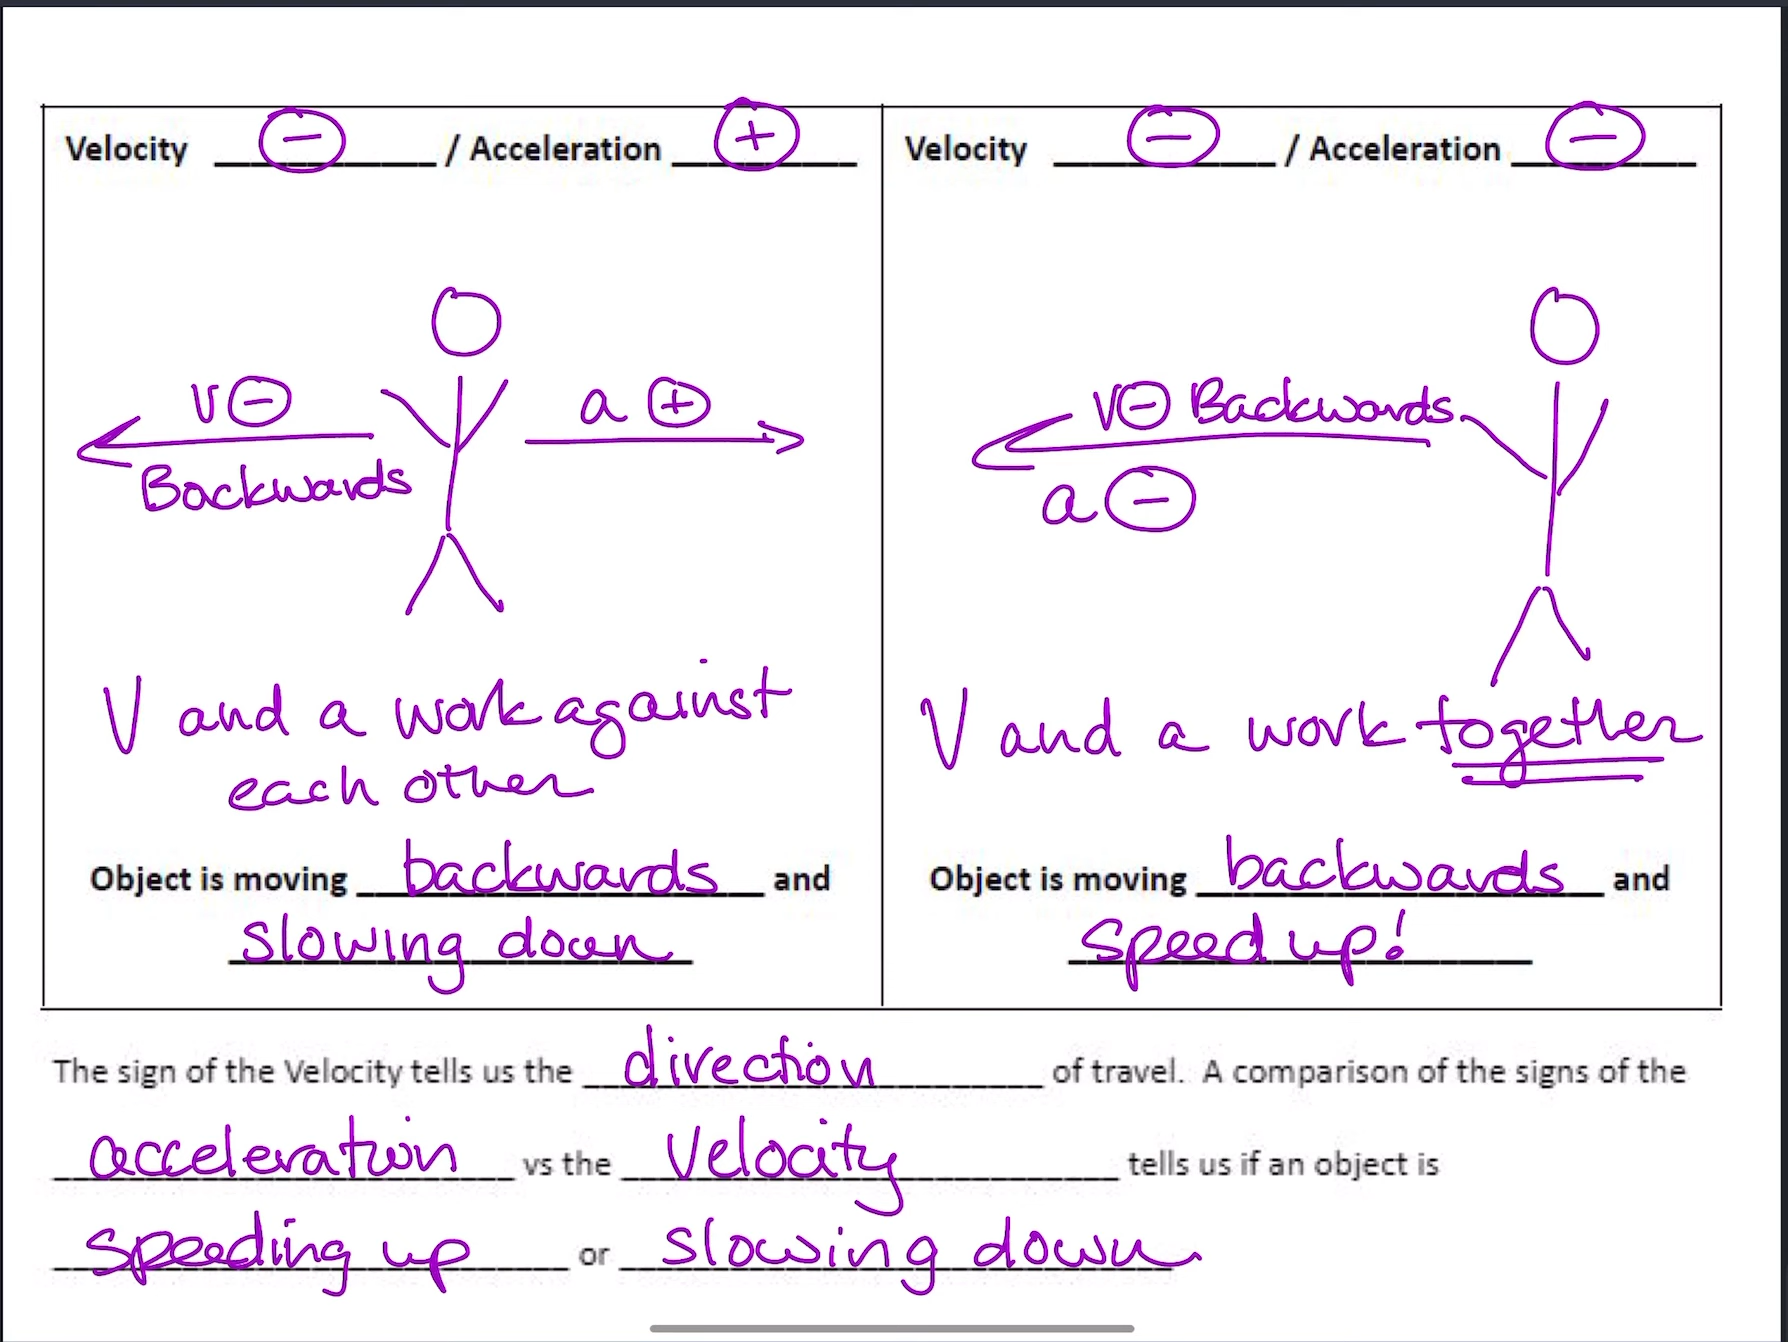 Velocity ⊖ / Acceleration ⊕
v ⊖
a ⊕
Backwards
V and a work against
each other
Object is moving backwards and
slowing down
Velocity ⊖ / Acceleration ⊖
v ⊖ Backwards
a ⊖
V and a work together
Object is moving backwards and
speed up!
The sign of the Velocity tells us the direction of travel. A comparison of the signs of the
acceleration vs the velocity tells us if an object is
speeding up or slowing down.